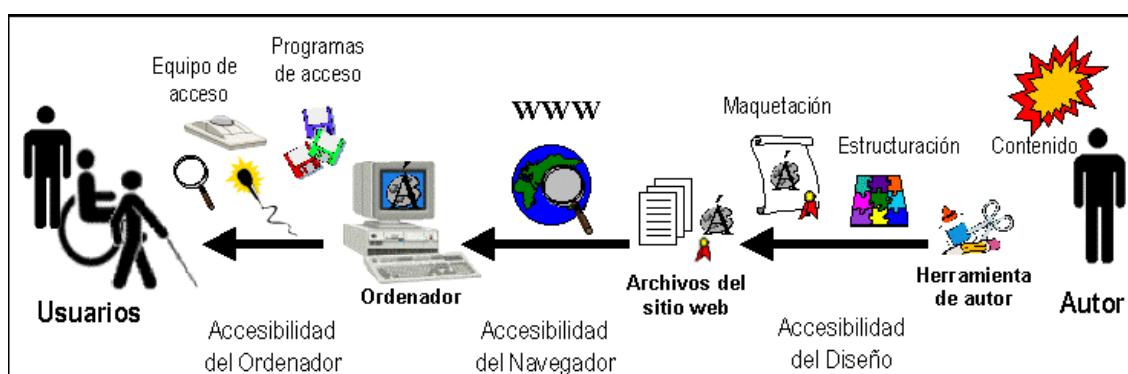 Programas
de acceso
Equipo de
acceso
WWW
Maquetación
Estructuración
Contenido
Á
Á
Á
Usuarios
Ordenador
Archivos del
sitio web
Herramienta
de autor
Autor
Accesibilidad
del Ordenador
Accesibilidad
del Navegador
Accesibilidad
del Diseño